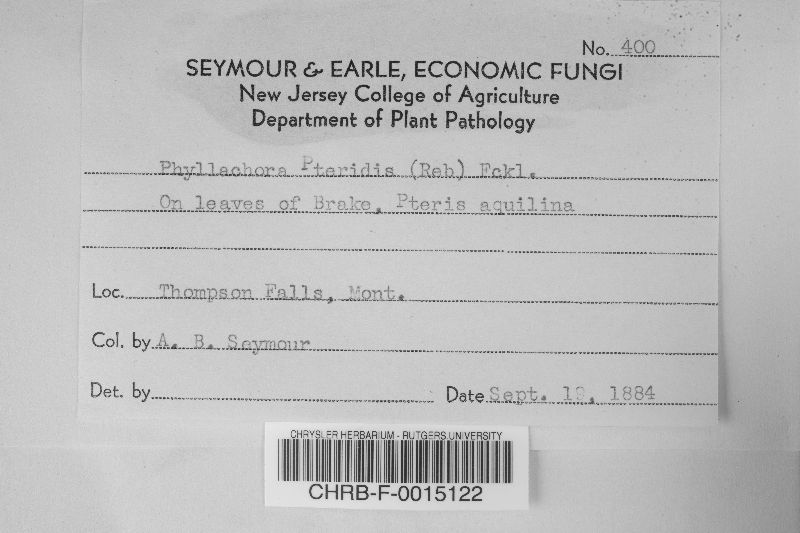 No. 400
SEYMOUR & EARLE, ECONOMIC FUNGI
New Jersey College of Agriculture
Department of Plant Pathology
Phyllachora Pteridis (Reb) Fckl.
On leaves of Brake, Pteris aquilina
Loc. Thompson Falls, Mont.
Col. by A. B. Seymour
Det. by
Date Sept. 19, 1884
CHRYSLER HERBARIUM - RUTGERS UNIVERSITY
CHRB-F-0015122